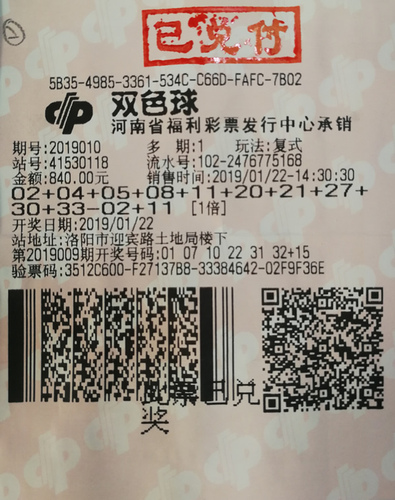 已兑付
5B35-4985-3361-534C-C66D-FAFC-7B02
双色球
河南省福利彩票发行中心承销
期号:2019010 多 期:1 玩法:复式
站号:41530118 流水号:102-2476775168
金额:840.00元 销售时间:2019/01/22-14:30:30
02+04+05+08+11+20+21+27+
30+33-02+11 [1倍]
开奖日期:2019/01/22
站地址:洛阳市迎宾路土地局楼下
第2019009期开奖号码:01 07 10 22 31 32+15
验票码:3512C600-F27137B8-33384642-02F9F36E
此票已兑
奖